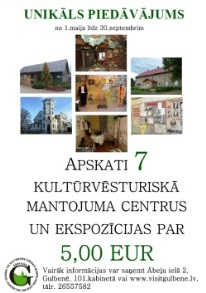 UNIKĀLS PIEDĀVĀJUMS
no 1.maija līdz 30.septembrim
APSKATI 7
KULTŪRVĒSTURISKĀ
MANTOJUMA CENTRUS
UN EKSPOZĪCIJAS PAR
5,00 EUR
Vairāk informācijas var saņemt Ābeļu ielā 2,
Gulbenē, 101.kabinetā vai www.visitgulbene.lv,
tālr. 26557582